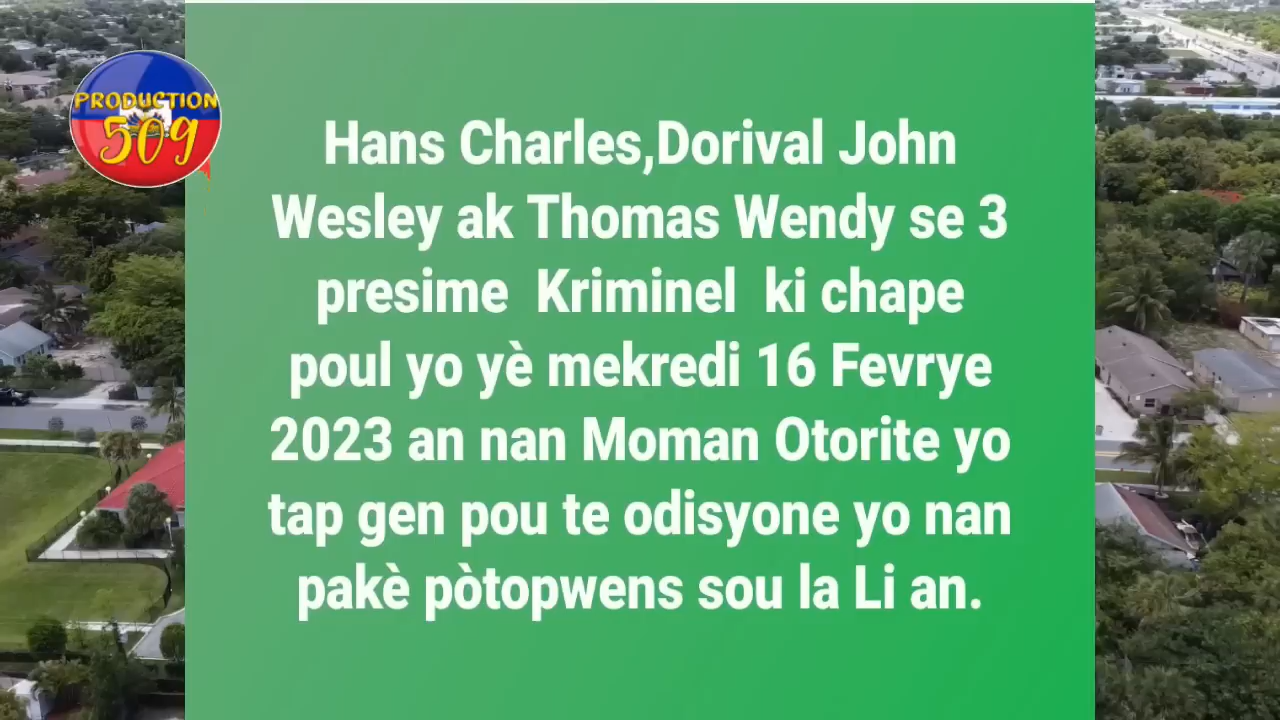 PRODUCTION
509
Hans Charles,Dorival John
Wesley ak Thomas Wendy se 3
presime Kriminel ki chape
poul yo yè mekredi 16 Fevrye
2023 an nan Moman Otorite yo
tap gen pou te odisyone yo nan
pakè pòtopwens sou la Li an.